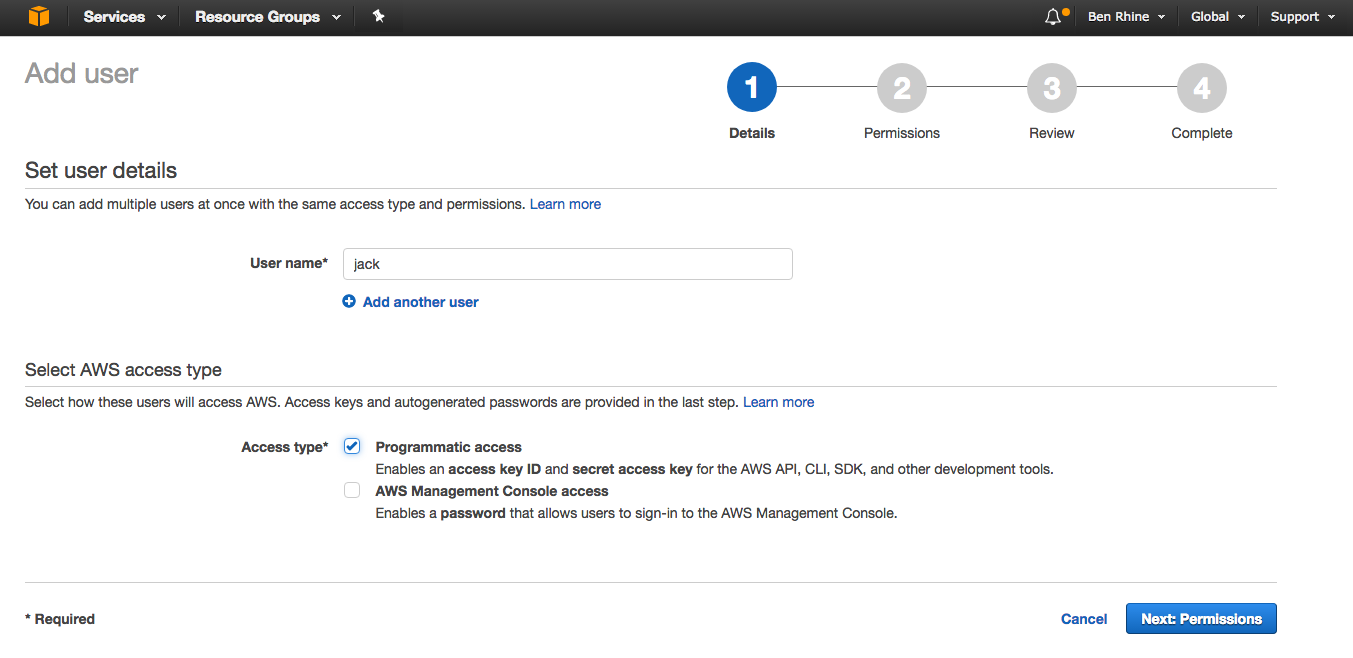 Services Resource Groups Ben Rhine Global Support
Add user
1 2 3 4
Details Permissions Review Complete
Set user details
You can add multiple users at once with the same access type and permissions. Learn more
User name* jack
Add another user
Select AWS access type
Select how these users will access AWS. Access keys and autogenerated passwords are provided in the last step. Learn more
Access type* Programmatic access
Enables an access key ID and secret access key for the AWS API, CLI, SDK, and other development tools.
AWS Management Console access
Enables a password that allows users to sign-in to the AWS Management Console.
* Required Cancel Next: Permissions